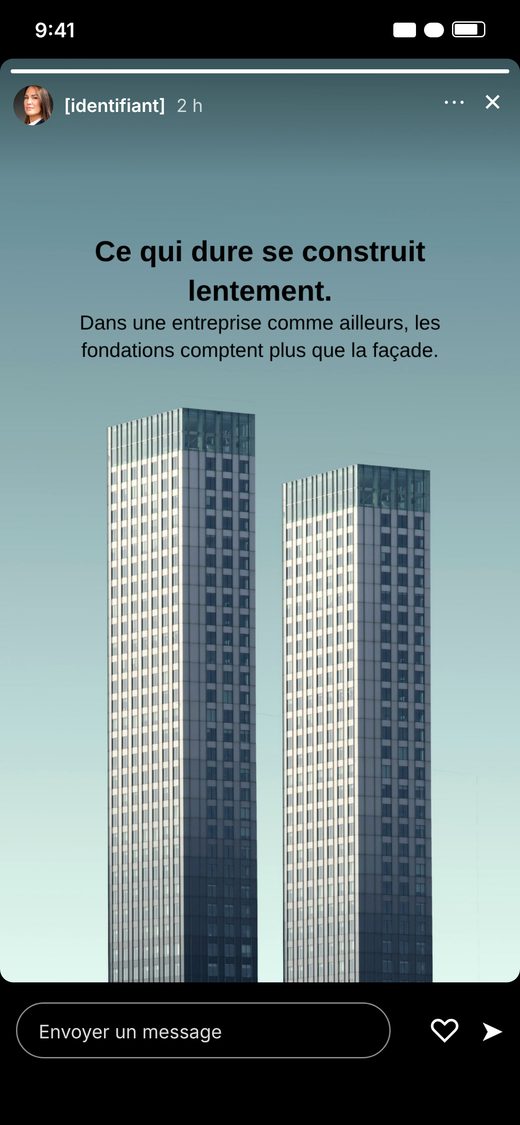 9:41
[identifiant] 2 h
Ce qui dure se construit
lentement.
Dans une entreprise comme ailleurs, les
fondations comptent plus que la façade.
Envoyer un message